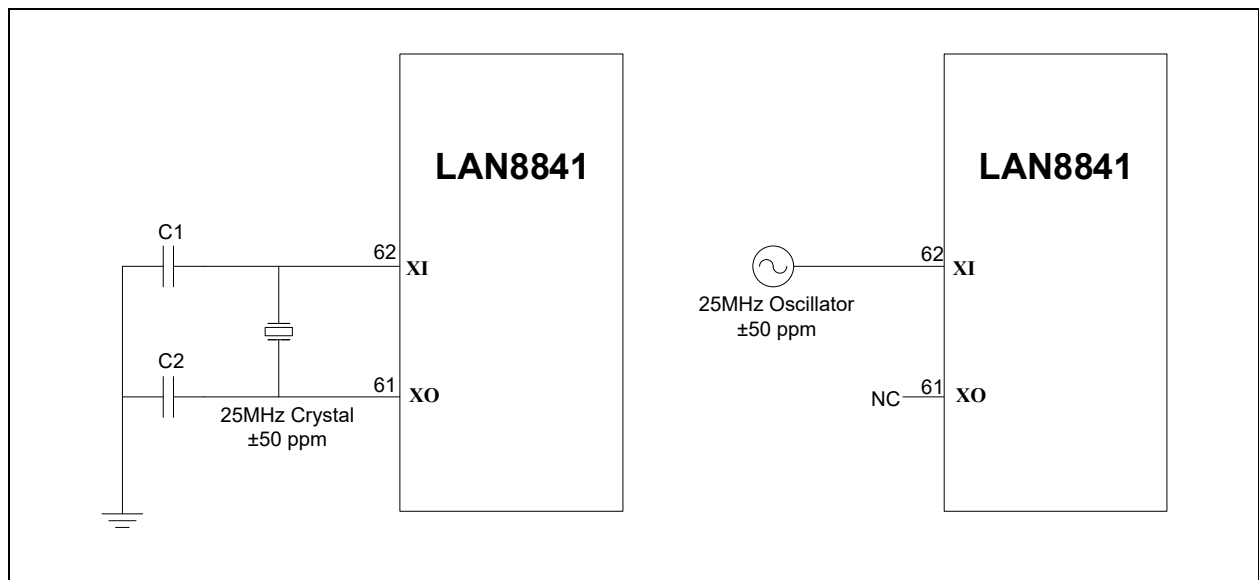 LAN8841
C1
62
XI
C2
61
XO
25MHz Crystal
±50 ppm
LAN8841
62
XI
25MHz Oscillator
±50 ppm
NC
61
XO